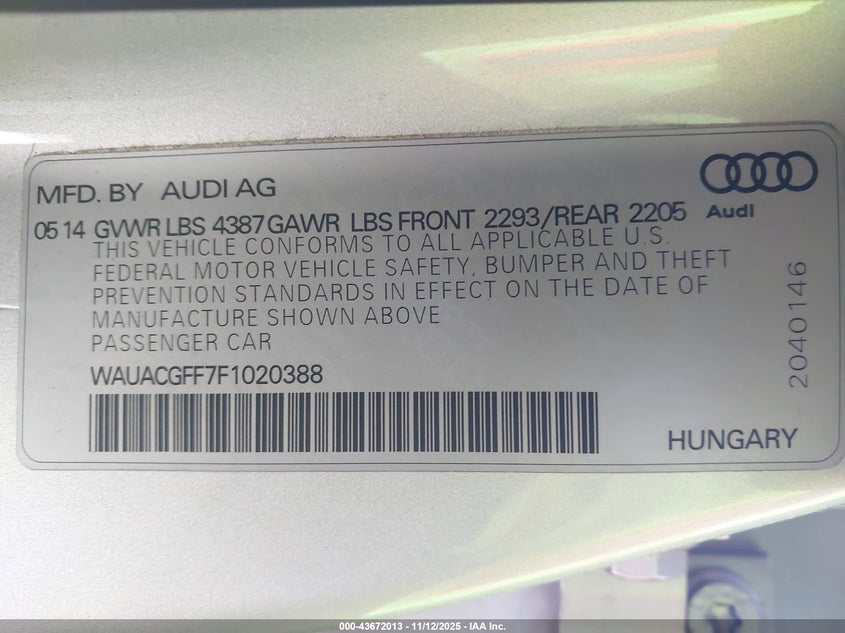 MFD. BY AUDI AG
Audi
05 14 GVWR LBS 4387 GAWR LBS FRONT 2293/REAR 2205
THIS VEHICLE CONFORMS TO ALL APPLICABLE U.S.
FEDERAL MOTOR VEHICLE SAFETY, BUMPER AND THEFT
PREVENTION STANDARDS IN EFFECT ON THE DATE OF
MANUFACTURE SHOWN ABOVE
PASSENGER CAR
2040146
WAUACGFF7F1020388
HUNGARY
000-43672013 - 11/12/2025 - IAA Inc.